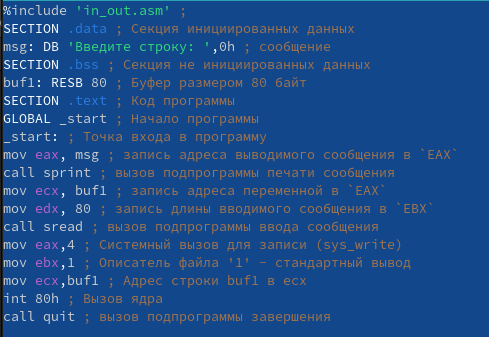 %include 'in_out.asm' ;
SECTION .data ; Секция инициированных данных
msg: DB 'Введите строку: ',0h ; сообщение
SECTION .bss ; Секция не инициированных данных
buf1: RESB 80 ; Буфер размером 80 байт
SECTION .text ; Код программы
GLOBAL _start ; Начало программы
_start: ; Точка входа в программу
mov eax, msg ; запись адреса выводимого сообщения в `EAX`
call sprint ; вызов подпрограммы печати сообщения
mov ecx, buf1 ; запись адреса переменной в `EAX`
mov edx, 80 ; запись длины вводимого сообщения в `EBX`
call sread ; вызов подпрограммы ввода сообщения
mov eax,4 ; Системный вызов для записи (sys_write)
mov ebx,1 ; Описатель файла '1' - стандартный вывод
mov ecx,buf1 ; Адрес строки buf1 в ecx
int 80h ; Вызов ядра
call quit ; вызов подпрограммы завершения